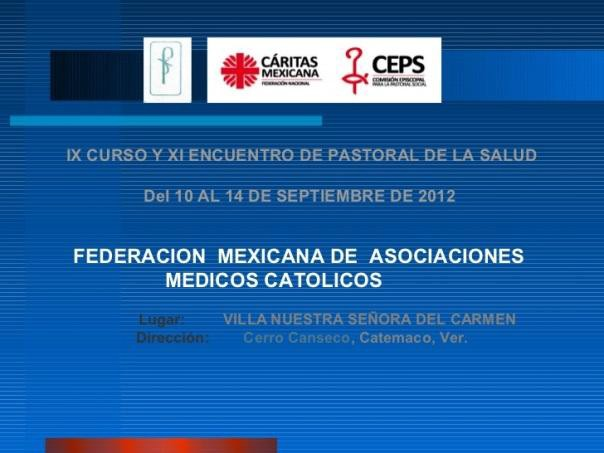 CÁRITAS
MEXICANA
FEDERACIÓN NACIONAL
CEPS
COMISIÓN EPISCOPAL
PARA LA PASTORAL SOCIAL
IX CURSO Y XI ENCUENTRO DE PASTORAL DE LA SALUD
Del 10 AL 14 DE SEPTIEMBRE DE 2012
FEDERACION MEXICANA DE ASOCIACIONES
MEDICOS CATOLICOS
Lugar: VILLA NUESTRA SEÑORA DEL CARMEN
Dirección: Cerro Canseco, Catemaco, Ver.